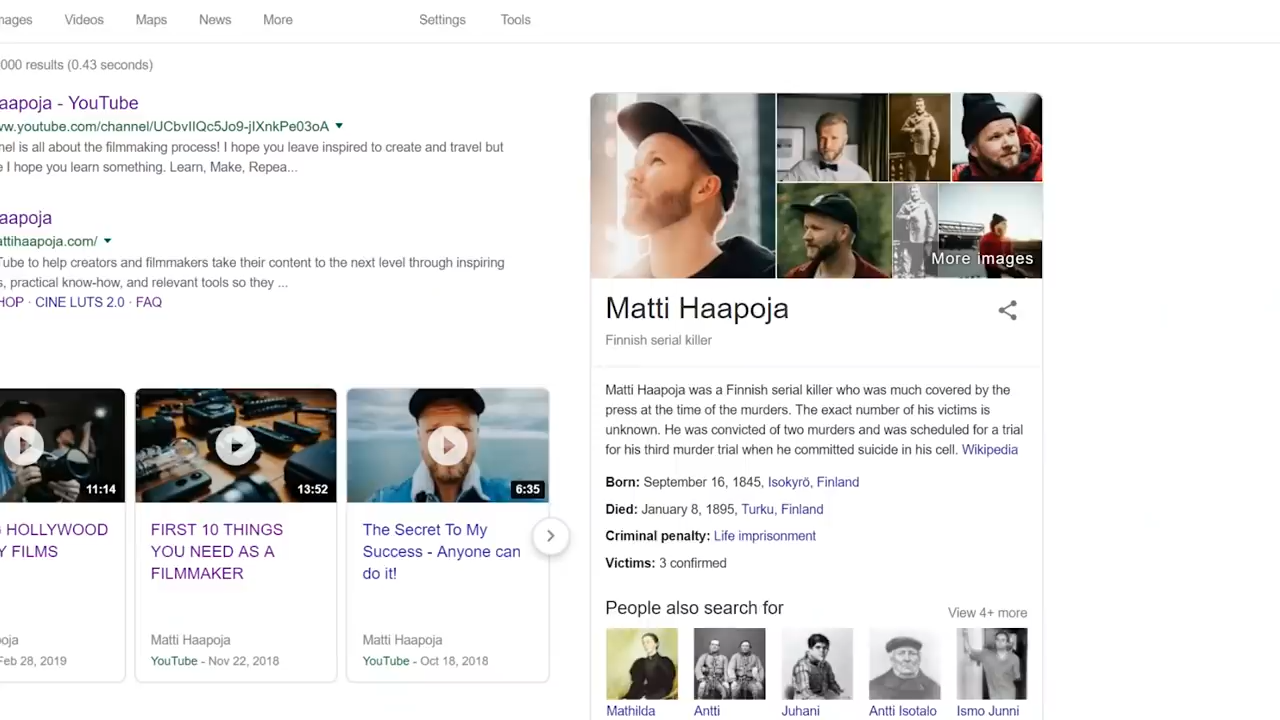 mages Videos Maps News More Settings Tools
000 results (0.43 seconds)
aapoja - YouTube
ww.youtube.com/channel/UCbvIIQc5Jo9-jIXnkPe03oA
nel is all about the filmmaking process! I hope you leave inspired to create and travel but
e I hope you learn something. Learn, Make, Repea...
aapoja
attihaapoja.com/
Tube to help creators and filmmakers take their content to the next level through inspiring
s, practical know-how, and relevant tools so they ...
HOP · CINE LUTS 2.0 · FAQ
11:14
G HOLLYWOOD
Y FILMS
oja
Feb 28, 2019
13:52
FIRST 10 THINGS
YOU NEED AS A
FILMMAKER
Matti Haapoja
YouTube - Nov 22, 2018
6:35
The Secret To My
Success - Anyone can
do it!
Matti Haapoja
YouTube - Oct 18, 2018
More images
Matti Haapoja
Finnish serial killer
Matti Haapoja was a Finnish serial killer who was much covered by the
press at the time of the murders. The exact number of his victims is
unknown. He was convicted of two murders and was scheduled for a trial
for his third murder trial when he committed suicide in his cell. Wikipedia
Born: September 16, 1845, Isokyrö, Finland
Died: January 8, 1895, Turku, Finland
Criminal penalty: Life imprisonment
Victims: 3 confirmed
People also search for View 4+ more
Mathilda Antti Juhani Antti Isotalo Ismo Junni